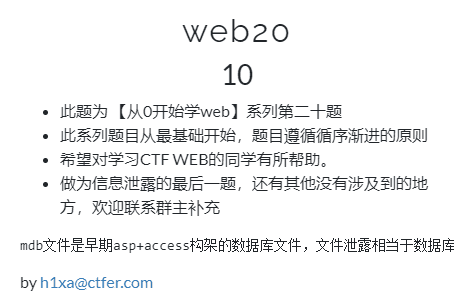 web20
10
此题为 【从0开始学web】系列第二十题
此系列题目从最基础开始，题目遵循循序渐进的原则
希望对学习CTF WEB的同学有所帮助。
做为信息泄露的最后一题，还有其他没有涉及到的地
方，欢迎联系群主补充
mdb文件是早期asp+access构架的数据库文件，文件泄露相当于数据库
by h1xa@ctfer.com